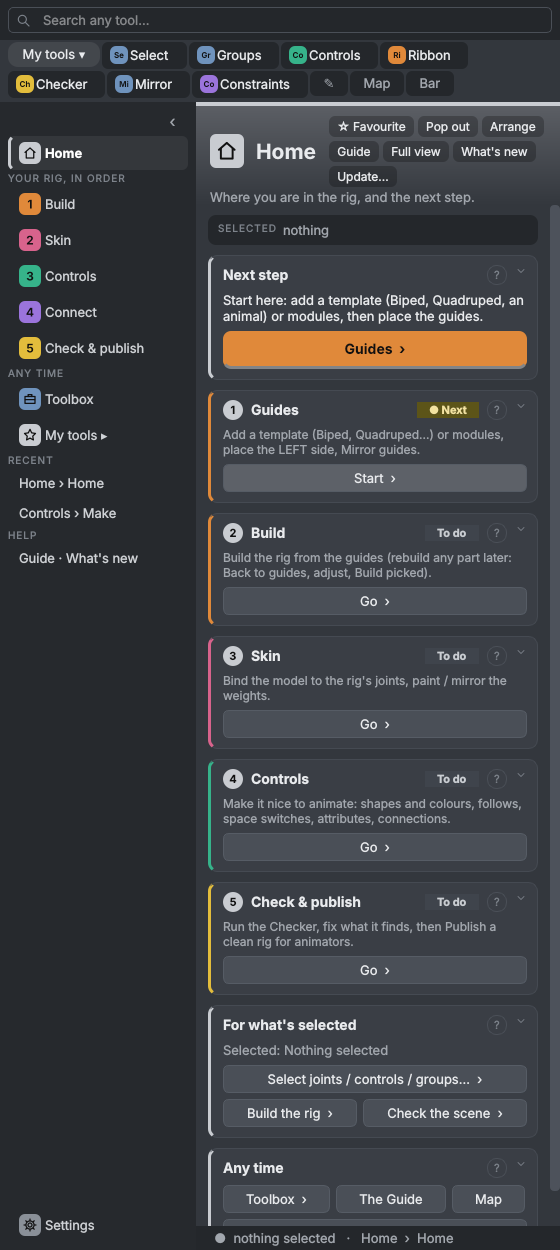 Search any tool...
My tools ▾
Se Select
Gr Groups
Co Controls
Ri Ribbon
Ch Checker
Mi Mirror
Co Constraints
✎
Map
Bar
‹
Home
YOUR RIG, IN ORDER
1 Build
2 Skin
3 Controls
4 Connect
5 Check & publish
ANY TIME
Toolbox
My tools ▸
RECENT
Home › Home
Controls › Make
HELP
Guide · What's new
Settings
Home
☆ Favourite
Pop out
Arrange
Guide
Full view
What's new
Update...
Where you are in the rig, and the next step.
SELECTED nothing
Next step ?
Start here: add a template (Biped, Quadruped, an
animal) or modules, then place the guides.
Guides ›
1 Guides ● Next ?
Add a template (Biped, Quadruped...) or modules,
place the LEFT side, Mirror guides.
Start ›
2 Build To do ?
Build the rig from the guides (rebuild any part later:
Back to guides, adjust, Build picked).
Go ›
3 Skin To do ?
Bind the model to the rig's joints, paint / mirror the
weights.
Go ›
4 Controls To do ?
Make it nice to animate: shapes and colours, follows,
space switches, attributes, connections.
Go ›
5 Check & publish To do ?
Run the Checker, fix what it finds, then Publish a
clean rig for animators.
Go ›
For what's selected ?
Selected: Nothing selected
Select joints / controls / groups... ›
Build the rig ›
Check the scene ›
Any time ?
Toolbox ›
The Guide
Map
nothing selected · Home › Home